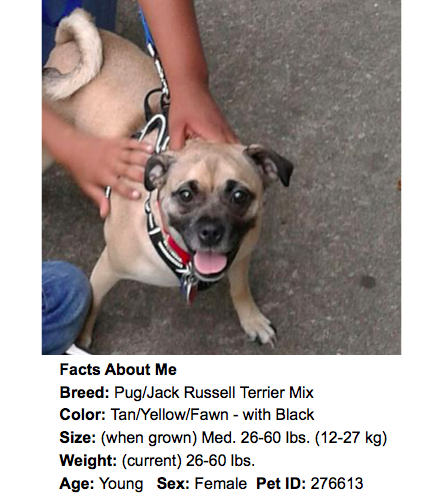 Facts About Me
Breed: Pug/Jack Russell Terrier Mix
Color: Tan/Yellow/Fawn - with Black
Size: (when grown) Med. 26-60 lbs. (12-27 kg)
Weight: (current) 26-60 lbs.
Age: Young Sex: Female Pet ID: 276613